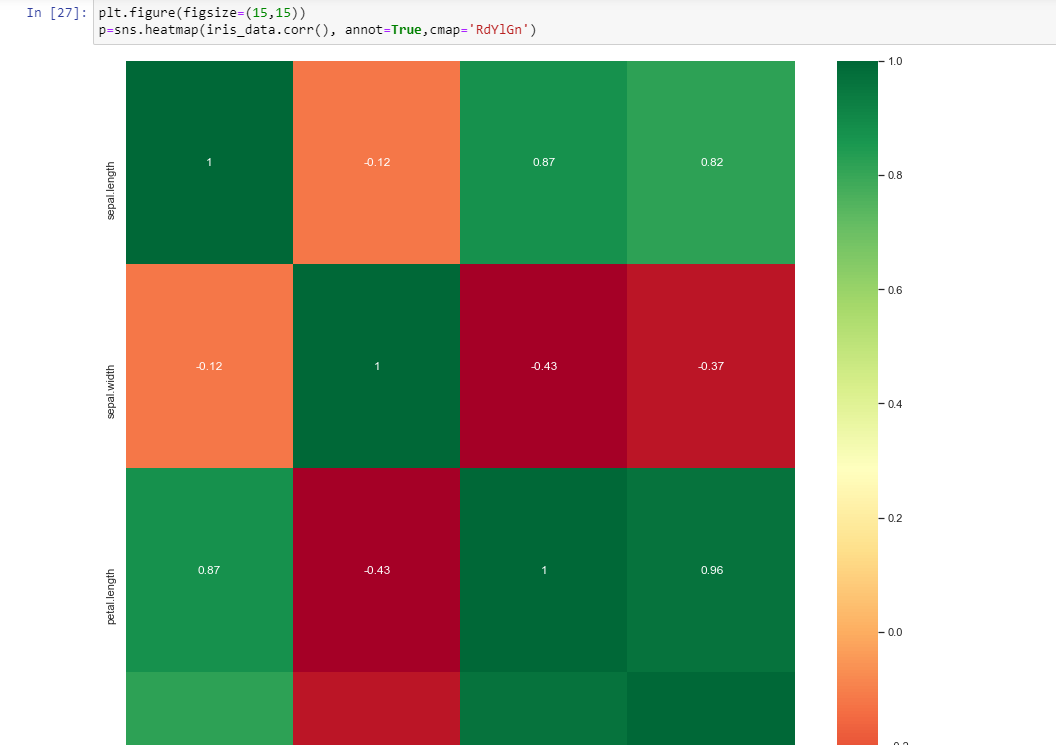 In [27]: plt.figure(figsize=(15,15))
p=sns.heatmap(iris_data.corr(), annot=True,cmap='RdYlGn')
1.0
sepal.length 1 -0.12 0.87 0.82
0.8
0.6
sepal.width -0.12 1 -0.43 -0.37
0.4
0.2
petal.length 0.87 -0.43 1 0.96
0.0